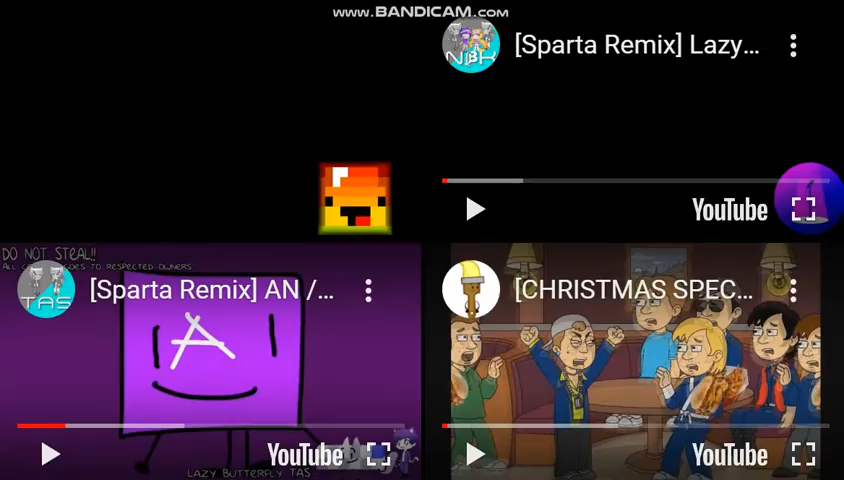 www.BANDICAM.com
[Sparta Remix] Lazy...
NBK
YouTube
DO NOT STEAL!!
[Sparta Remix] AN /...
TAS
A
YouTube
LAZY BUTTERFLY TAS
[CHRISTMAS SPEC...
YouTube